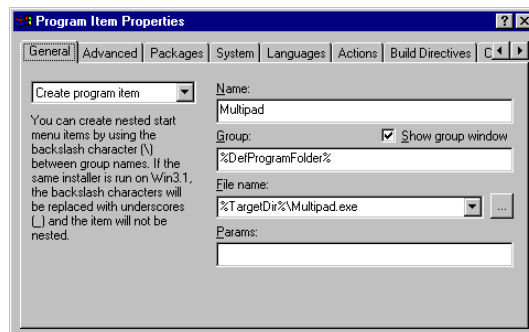 Program Item Properties
General Advanced Packages System Languages Actions Build Directives C
Create program item
You can create nested start
menu items by using the
backslash character (\)
between group names. If the
same installer is run on Win3.1,
the backslash characters will
be replaced with underscores
(_) and the item will not be
nested.
Name:
Multipad
Group:
Show group window
%DefProgramFolder%
File name:
%TargetDir%\Multipad.exe
...
Params: